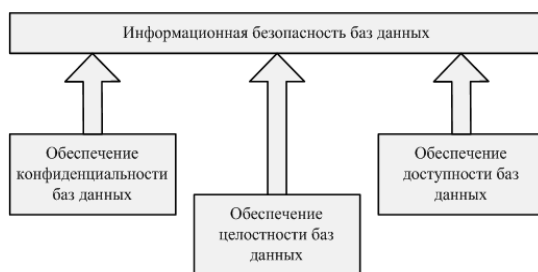 Информационная безопасность баз данных
Обеспечение
конфиденциальности
баз данных
Обеспечение
целостности баз
данных
Обеспечение
доступности баз
данных